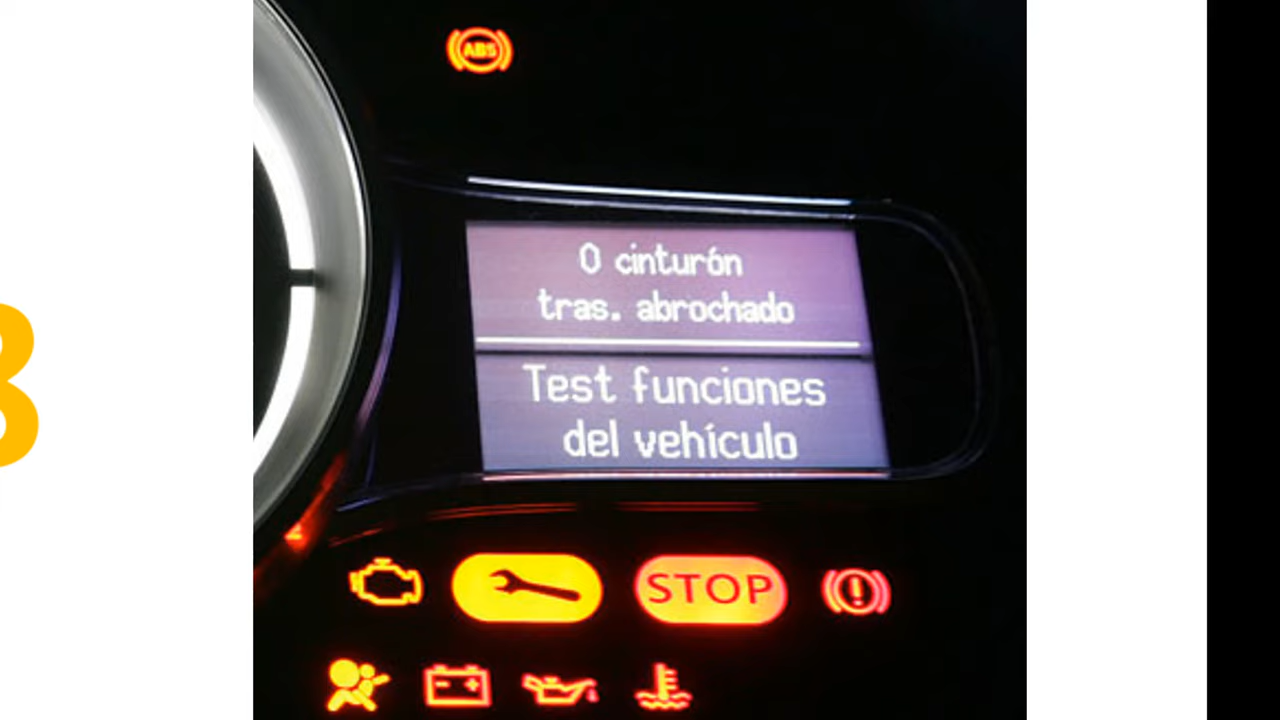 ABS
0 cinturón
tras. abrochado
Test funciones
del vehículo
STOP